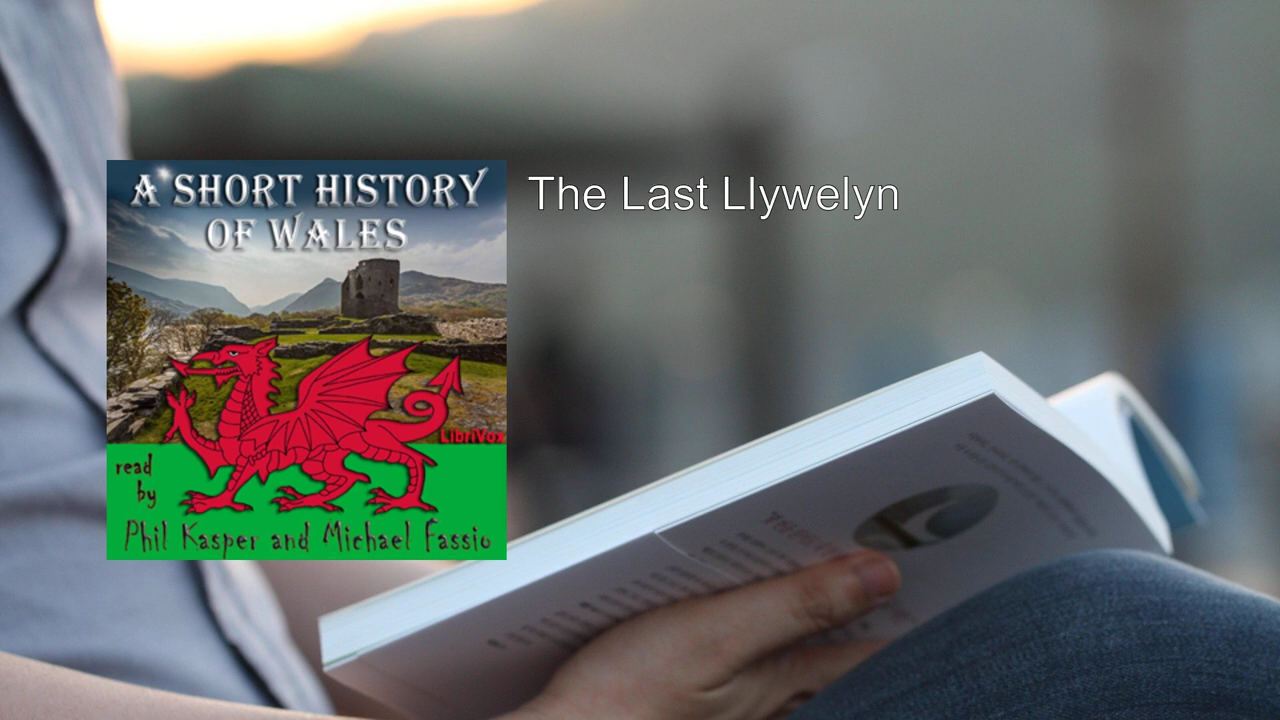 A SHORT HISTORY
OF WALES
The Last Llywelyn
LibriVox
read
by
Phil Kasper and Michael Fassio